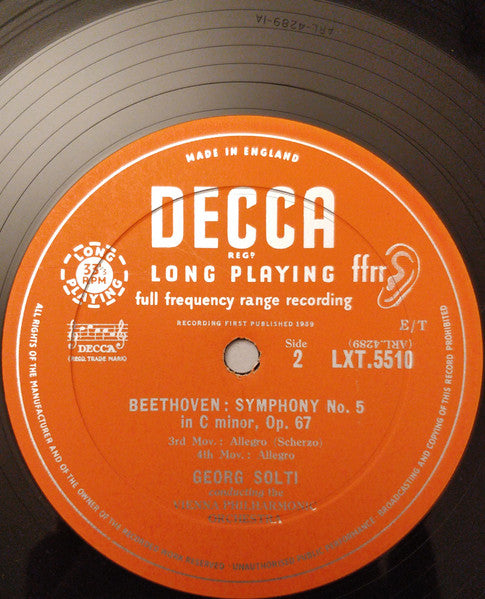 ARL-4289-1A
MADE IN ENGLAND
DECCA
REGD
LONG PLAYING
33⅓
RPM
LONG PLAYING
ffrr
full frequency range recording
RECORDING FIRST PUBLISHED 1959
E/T
DECCA
(REGD. TRADE MARK)
Side
2
(ARL-4289)
LXT.5510
BEETHOVEN: SYMPHONY No. 5
in C minor, Op. 67
3rd Mov.: Allegro (Scherzo)
4th Mov.: Allegro
GEORG SOLTI
conducting the
VIENNA PHILHARMONIC
ALL RIGHTS OF THE MANUFACTURER AND OF THE OWNER OF THE RECORDED WORK RESERVED UNAUTHORISED PUBLIC PERFORMANCE BROADCASTING AND COPYING OF THIS RECORD PROHIBITED